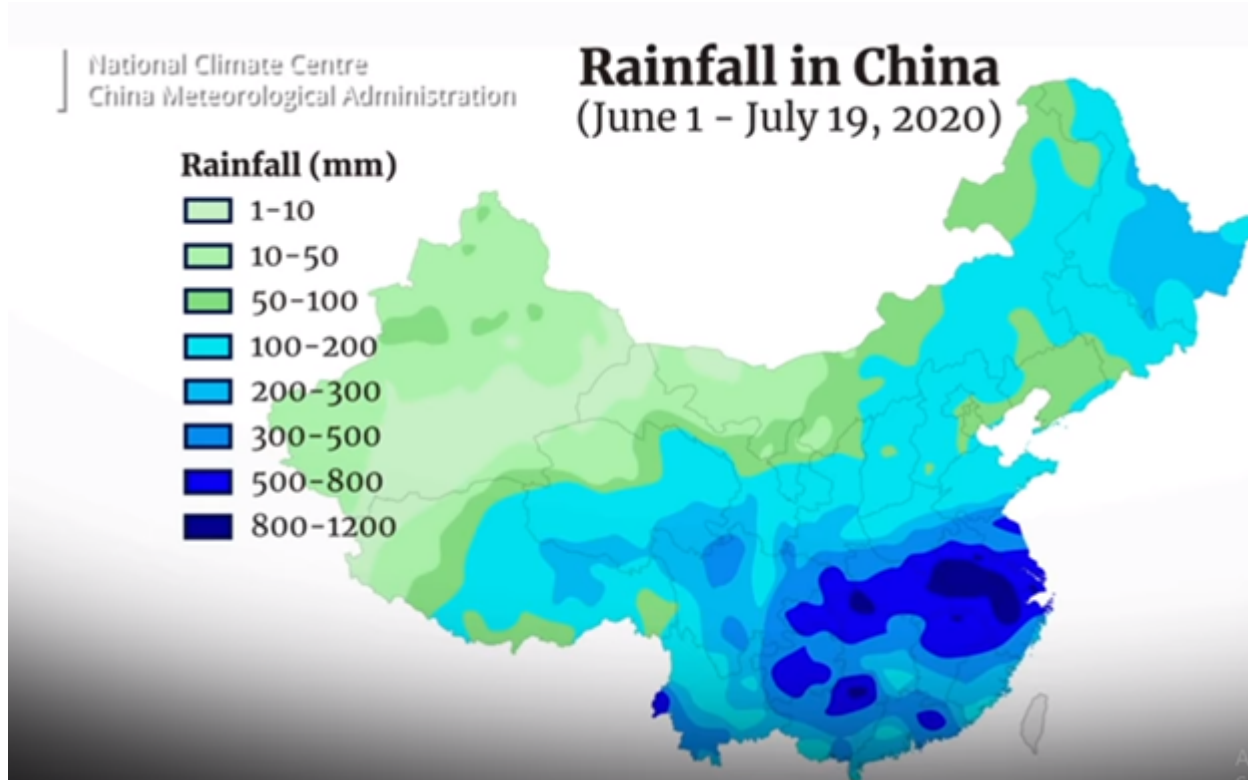 National Climate Centre
China Meteorological Administration
Rainfall in China
(June 1 - July 19, 2020)
Rainfall (mm)
1-10
10-50
50-100
100-200
200-300
300-500
500-800
800-1200